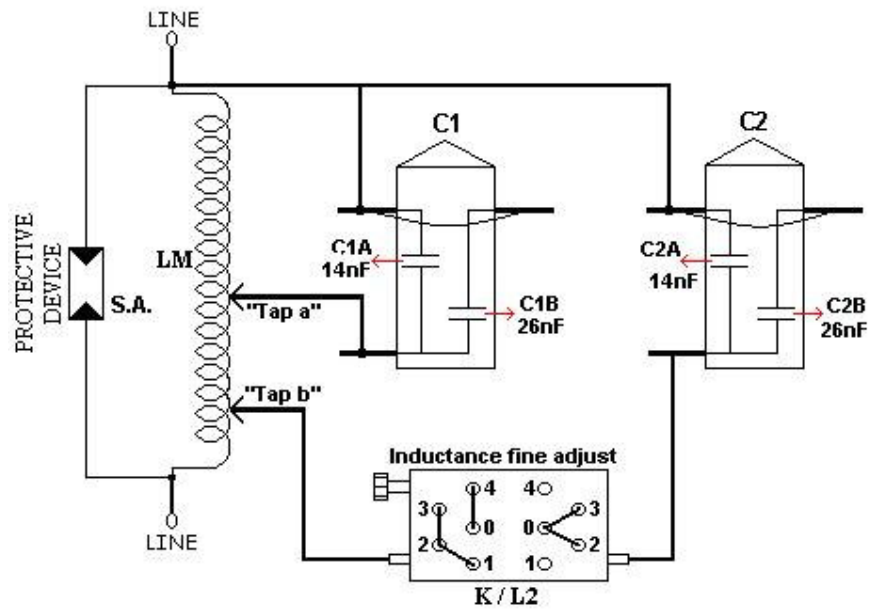 LINE
C1
C2
PROTECTIVE
DEVICE
S.A.
LM
C1A
14nF
C1B
26nF
C2A
14nF
C2B
26nF
"Tap a"
"Tap b"
Inductance fine adjust
4 4
3 0 0 3
2 2
1 1
K / L2
LINE